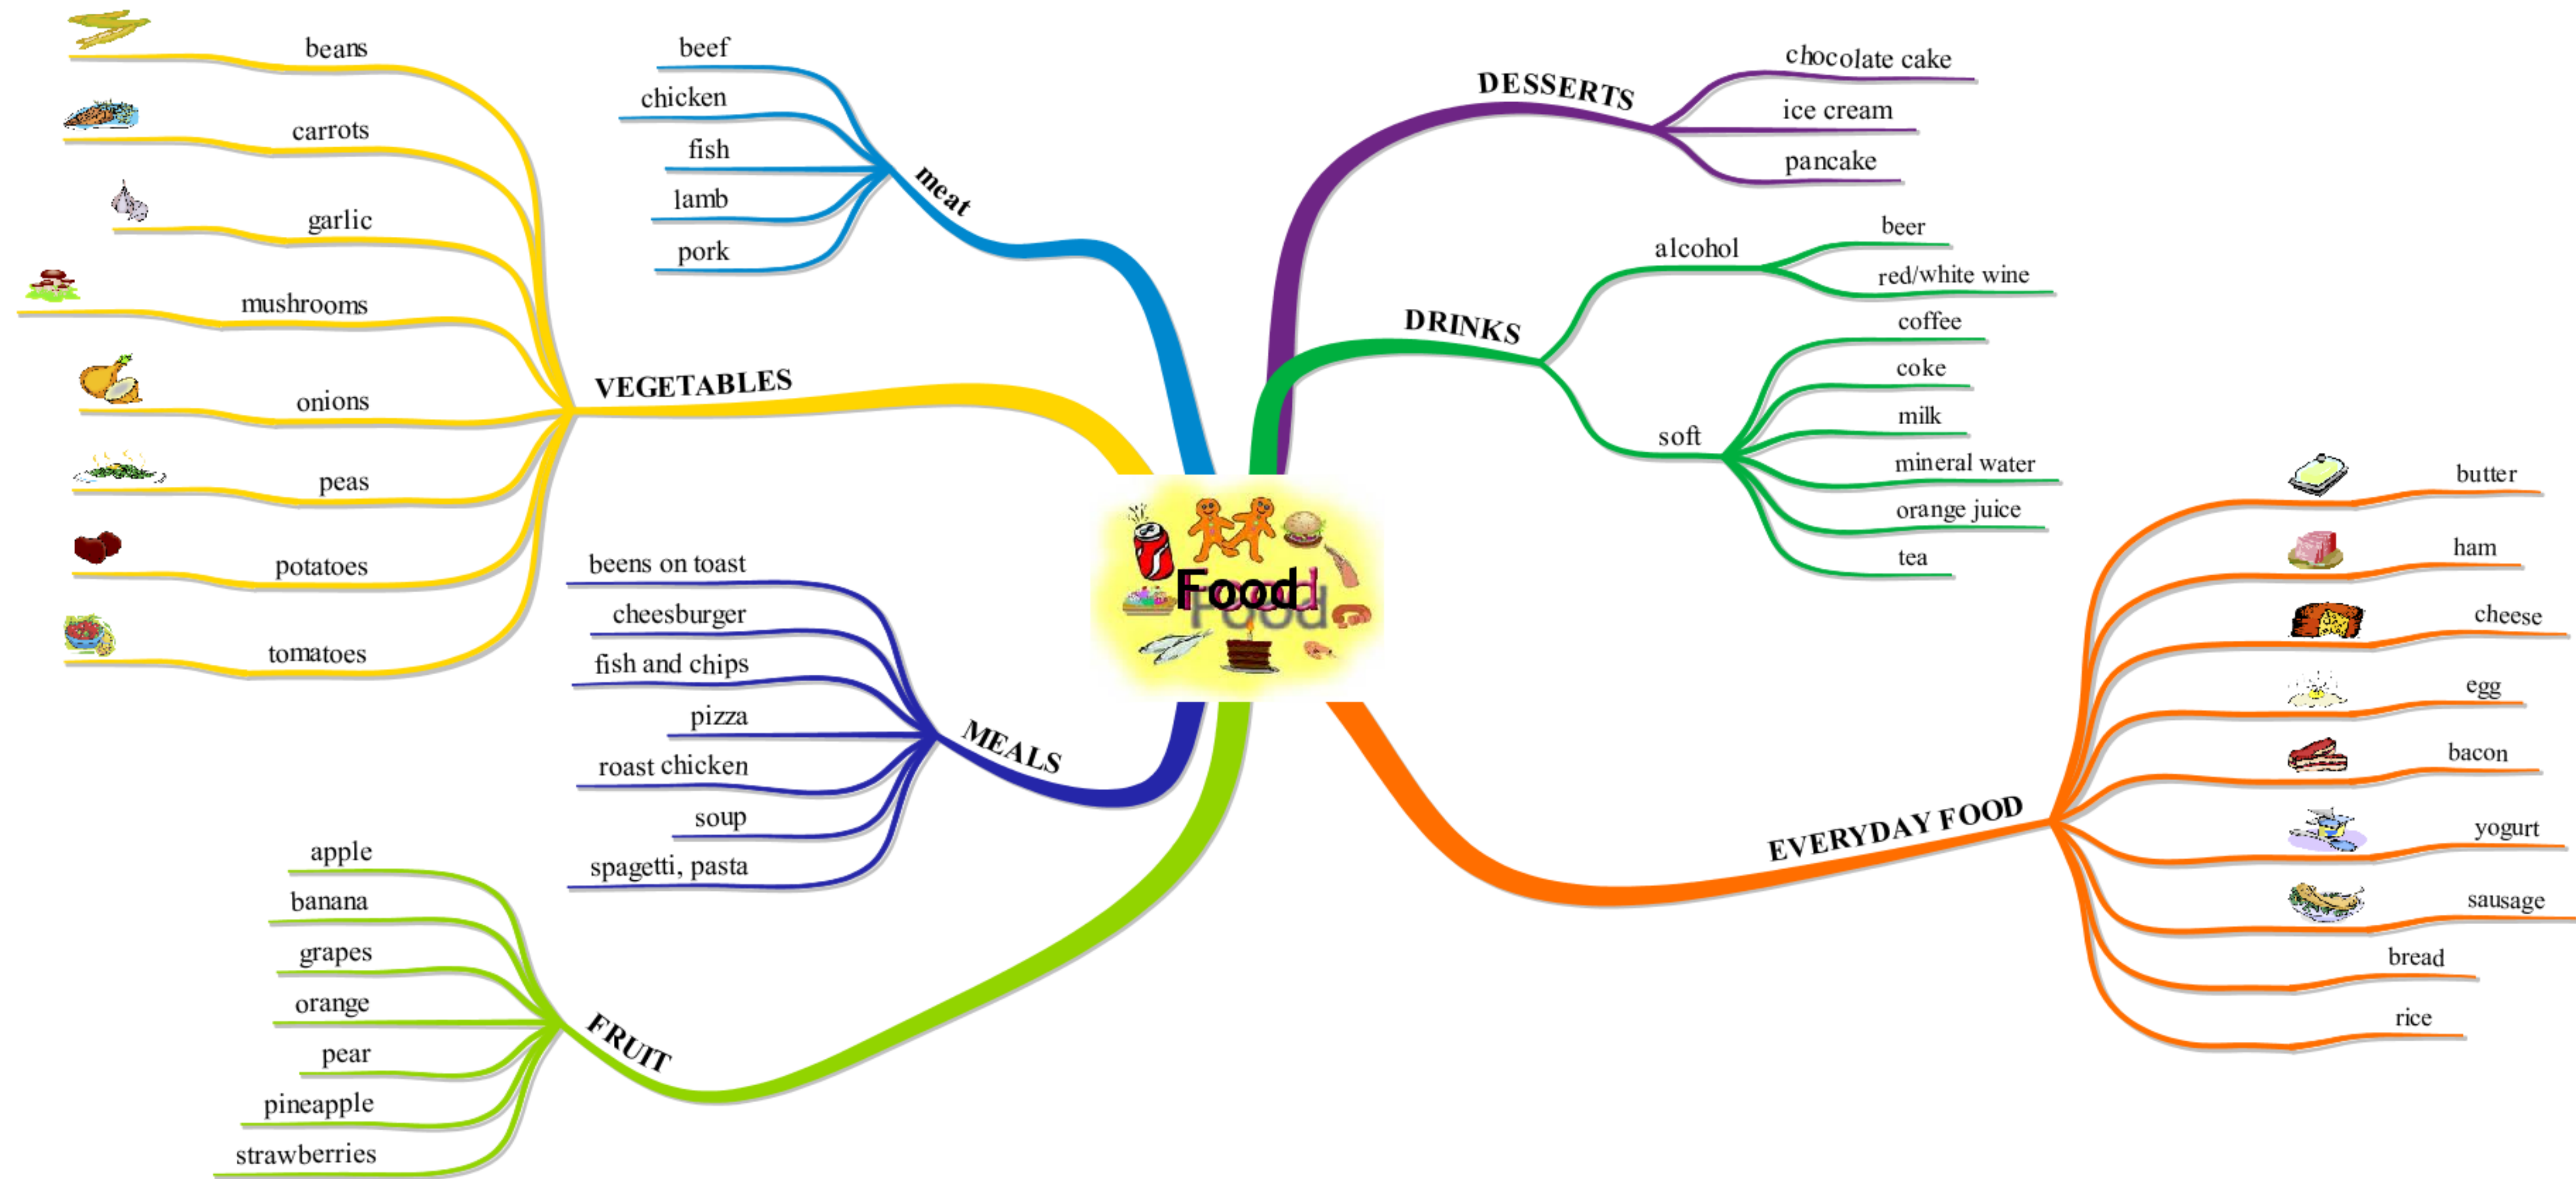 beans
carrots
garlic
mushrooms
onions
peas
potatoes
tomatoes
VEGETABLES
beef
chicken
fish
lamb
pork
meat
DESSERTS
chocolate cake
ice cream
pancake
DRINKS
alcohol
beer
red/white wine
soft
coffee
coke
milk
mineral water
orange juice
tea
Food
beens on toast
cheesburger
fish and chips
pizza
roast chicken
soup
spagetti, pasta
MEALS
apple
banana
grapes
orange
pear
pineapple
strawberries
FRUIT
EVERYDAY FOOD
butter
ham
cheese
egg
bacon
yogurt
sausage
bread
rice